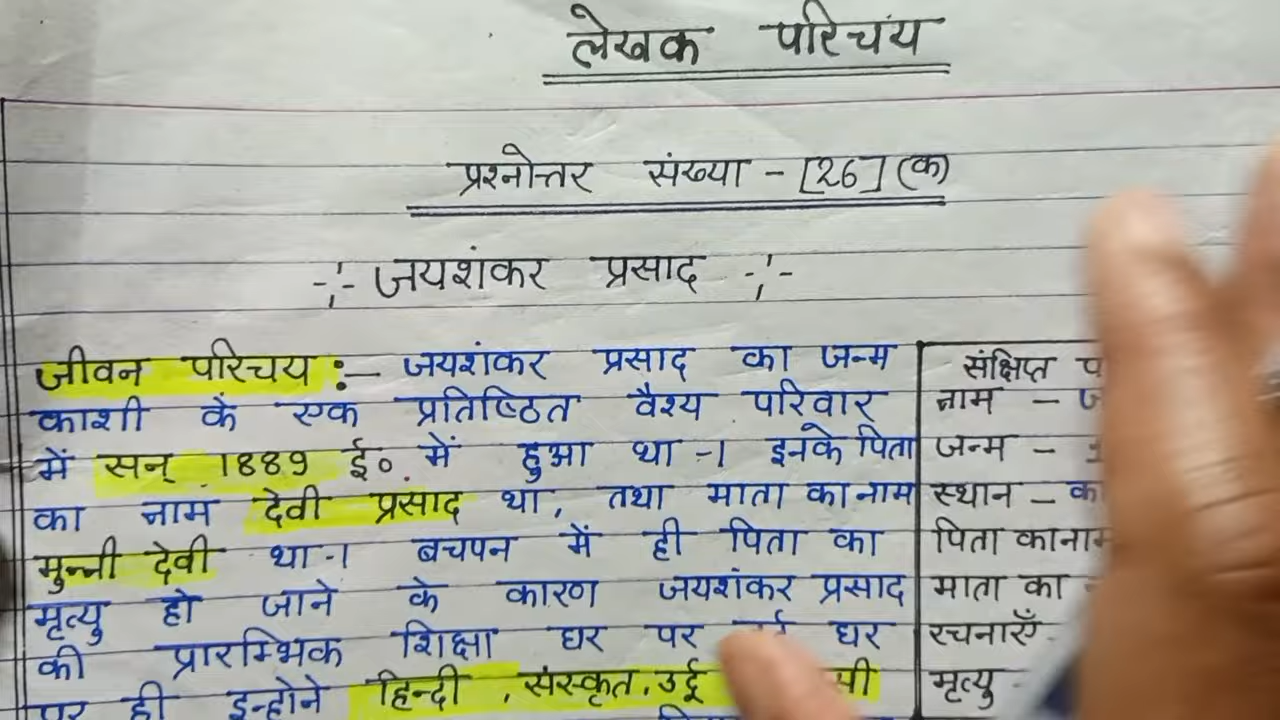 लेखक परिचय
प्रश्नोत्तर संख्या - [26] (क)
-:- जयशंकर प्रसाद -:-
जीवन परिचय :- जयशंकर प्रसाद का जन्म
काशी के एक प्रतिष्ठित वैश्य परिवार
में सन् 1889 ई० में हुआ था -। इनके पिता
का नाम देवी प्रसाद था, तथा माता का नाम
मुन्नी देवी था -। बचपन में ही पिता का
मृत्यु हो जाने के कारण जयशंकर प्रसाद
की प्रारम्भिक शिक्षा घर पर घर
पर ही इन्होने हिन्दी , संस्कृत, उर्दू
संक्षिप्त
नाम -
जन्म -
स्थान -
पिता का नाम
माता का
रचनाएँ
मृत्यु